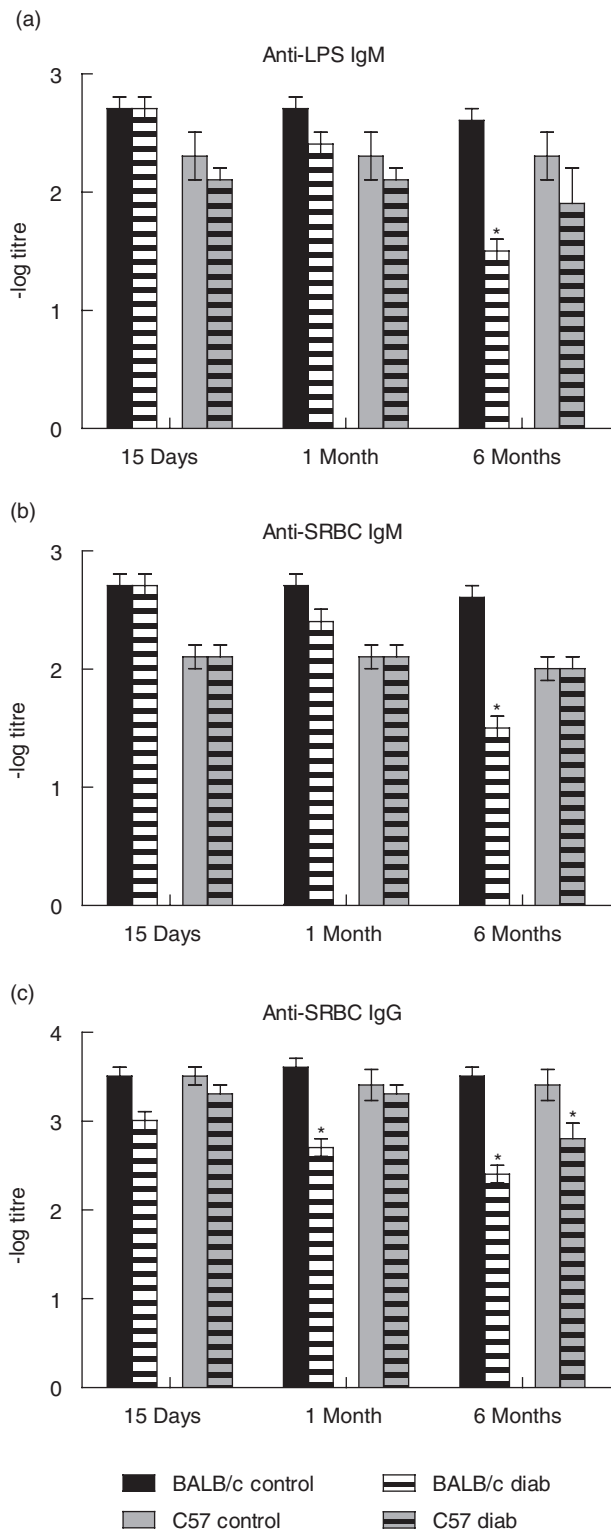 (a)
Anti-LPS IgM
3
2
1
0
-log titre
*
15 Days 1 Month 6 Months
(b)
Anti-SRBC IgM
3
2
1
0
-log titre
*
15 Days 1 Month 6 Months
(c)
Anti-SRBC IgG
4
3
2
1
0
-log titre
* * *
15 Days 1 Month 6 Months
BALB/c control BALB/c diab
C57 control C57 diab